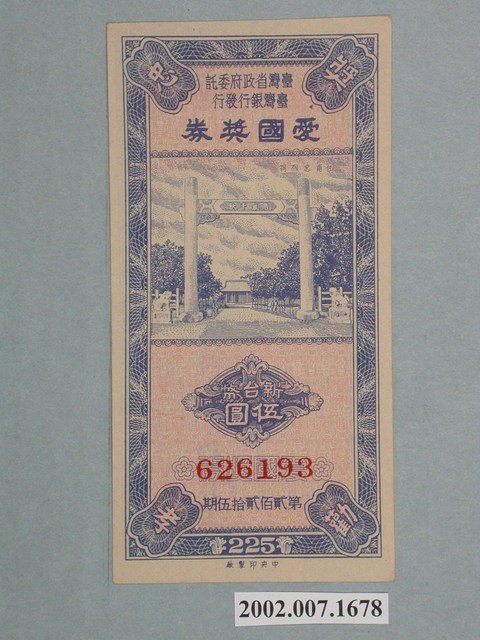 臺灣省政府委託
臺灣銀行發行
愛國獎券
新台幣
伍圓
626193
第貳佰貳拾伍期
225
中央印製廠
2002.007.1678